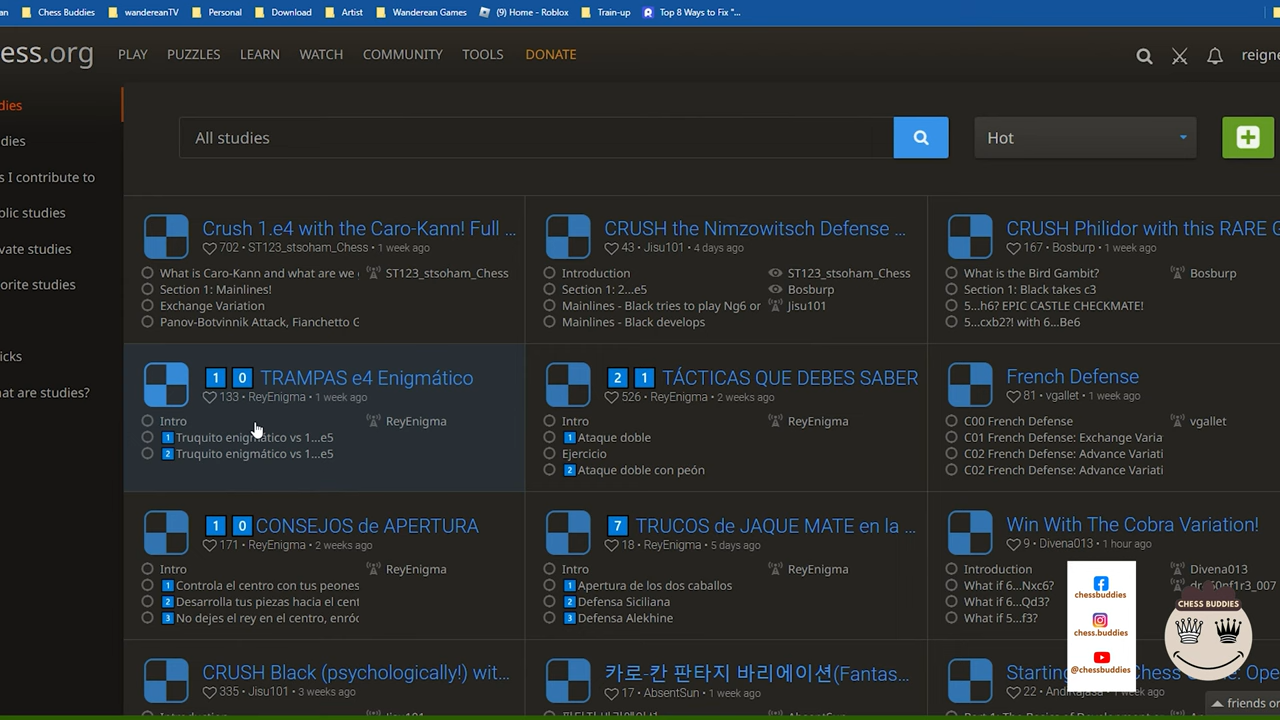 an Chess Buddies wandereanTV Personal Download Artist Wanderean Games (9) Home - Roblox Train-up Top 8 Ways to Fix "...
ess.org PLAY PUZZLES LEARN WATCH COMMUNITY TOOLS DONATE reigne
dies
dies
s I contribute to
blic studies
vate studies
orite studies
icks
hat are studies?
All studies
Hot
Crush 1.e4 with the Caro-Kann! Full ...
702 • ST123_stsoham_Chess • 1 week ago
What is Caro-Kann and what are we ST123_stsoham_Chess
Section 1: Mainlines!
Exchange Variation
Panov-Botvinnik Attack, Fianchetto G
CRUSH the Nimzowitsch Defense ...
43 • Jisu101 • 4 days ago
Introduction ST123_stsoham_Chess
Section 1: 2...e5 Bosburp
Mainlines - Black tries to play Ng6 or Jisu101
Mainlines - Black develops
CRUSH Philidor with this RARE G
167 • Bosburp • 1 week ago
What is the Bird Gambit? Bosburp
Section 1: Black takes c3
5...h6? EPIC CASTLE CHECKMATE!
5...cxb2?! with 6...Be6
1 0 TRAMPAS e4 Enigmático
133 • ReyEnigma • 1 week ago
Intro ReyEnigma
1 Truquito enigmático vs 1...e5
2 Truquito enigmático vs 1...e5
2 1 TÁCTICAS QUE DEBES SABER
526 • ReyEnigma • 2 weeks ago
Intro ReyEnigma
1 Ataque doble
Ejercicio
2 Ataque doble con peón
French Defense
81 • vgallet • 1 week ago
C00 French Defense vgallet
C01 French Defense: Exchange Varia
C02 French Defense: Advance Variati
C02 French Defense: Advance Variati
1 0 CONSEJOS de APERTURA
171 • ReyEnigma • 2 weeks ago
Intro ReyEnigma
1 Controla el centro con tus peones
2 Desarrolla tus piezas hacia el cent
3 No dejes el rey en el centro, enróc
7 TRUCOS de JAQUE MATE en la ...
18 • ReyEnigma • 5 days ago
Intro ReyEnigma
1 Apertura de los dos caballos
2 Defensa Siciliana
3 Defensa Alekhine
Win With The Cobra Variation!
9 • Divena013 • 1 hour ago
Introduction Divena013
What if 6...Nxc6?
What if 6...Qd3?
What if 5...f3?
CRUSH Black (psychologically!) wit...
335 • Jisu101 • 3 weeks ago
카로-칸 판타지 바리에이션(Fantas...
17 • AbsentSun • 1 week ago
Starting
22
week ago
chessbuddies
chess.buddies
@chessbuddies
CHESS BUDDIES
friends on